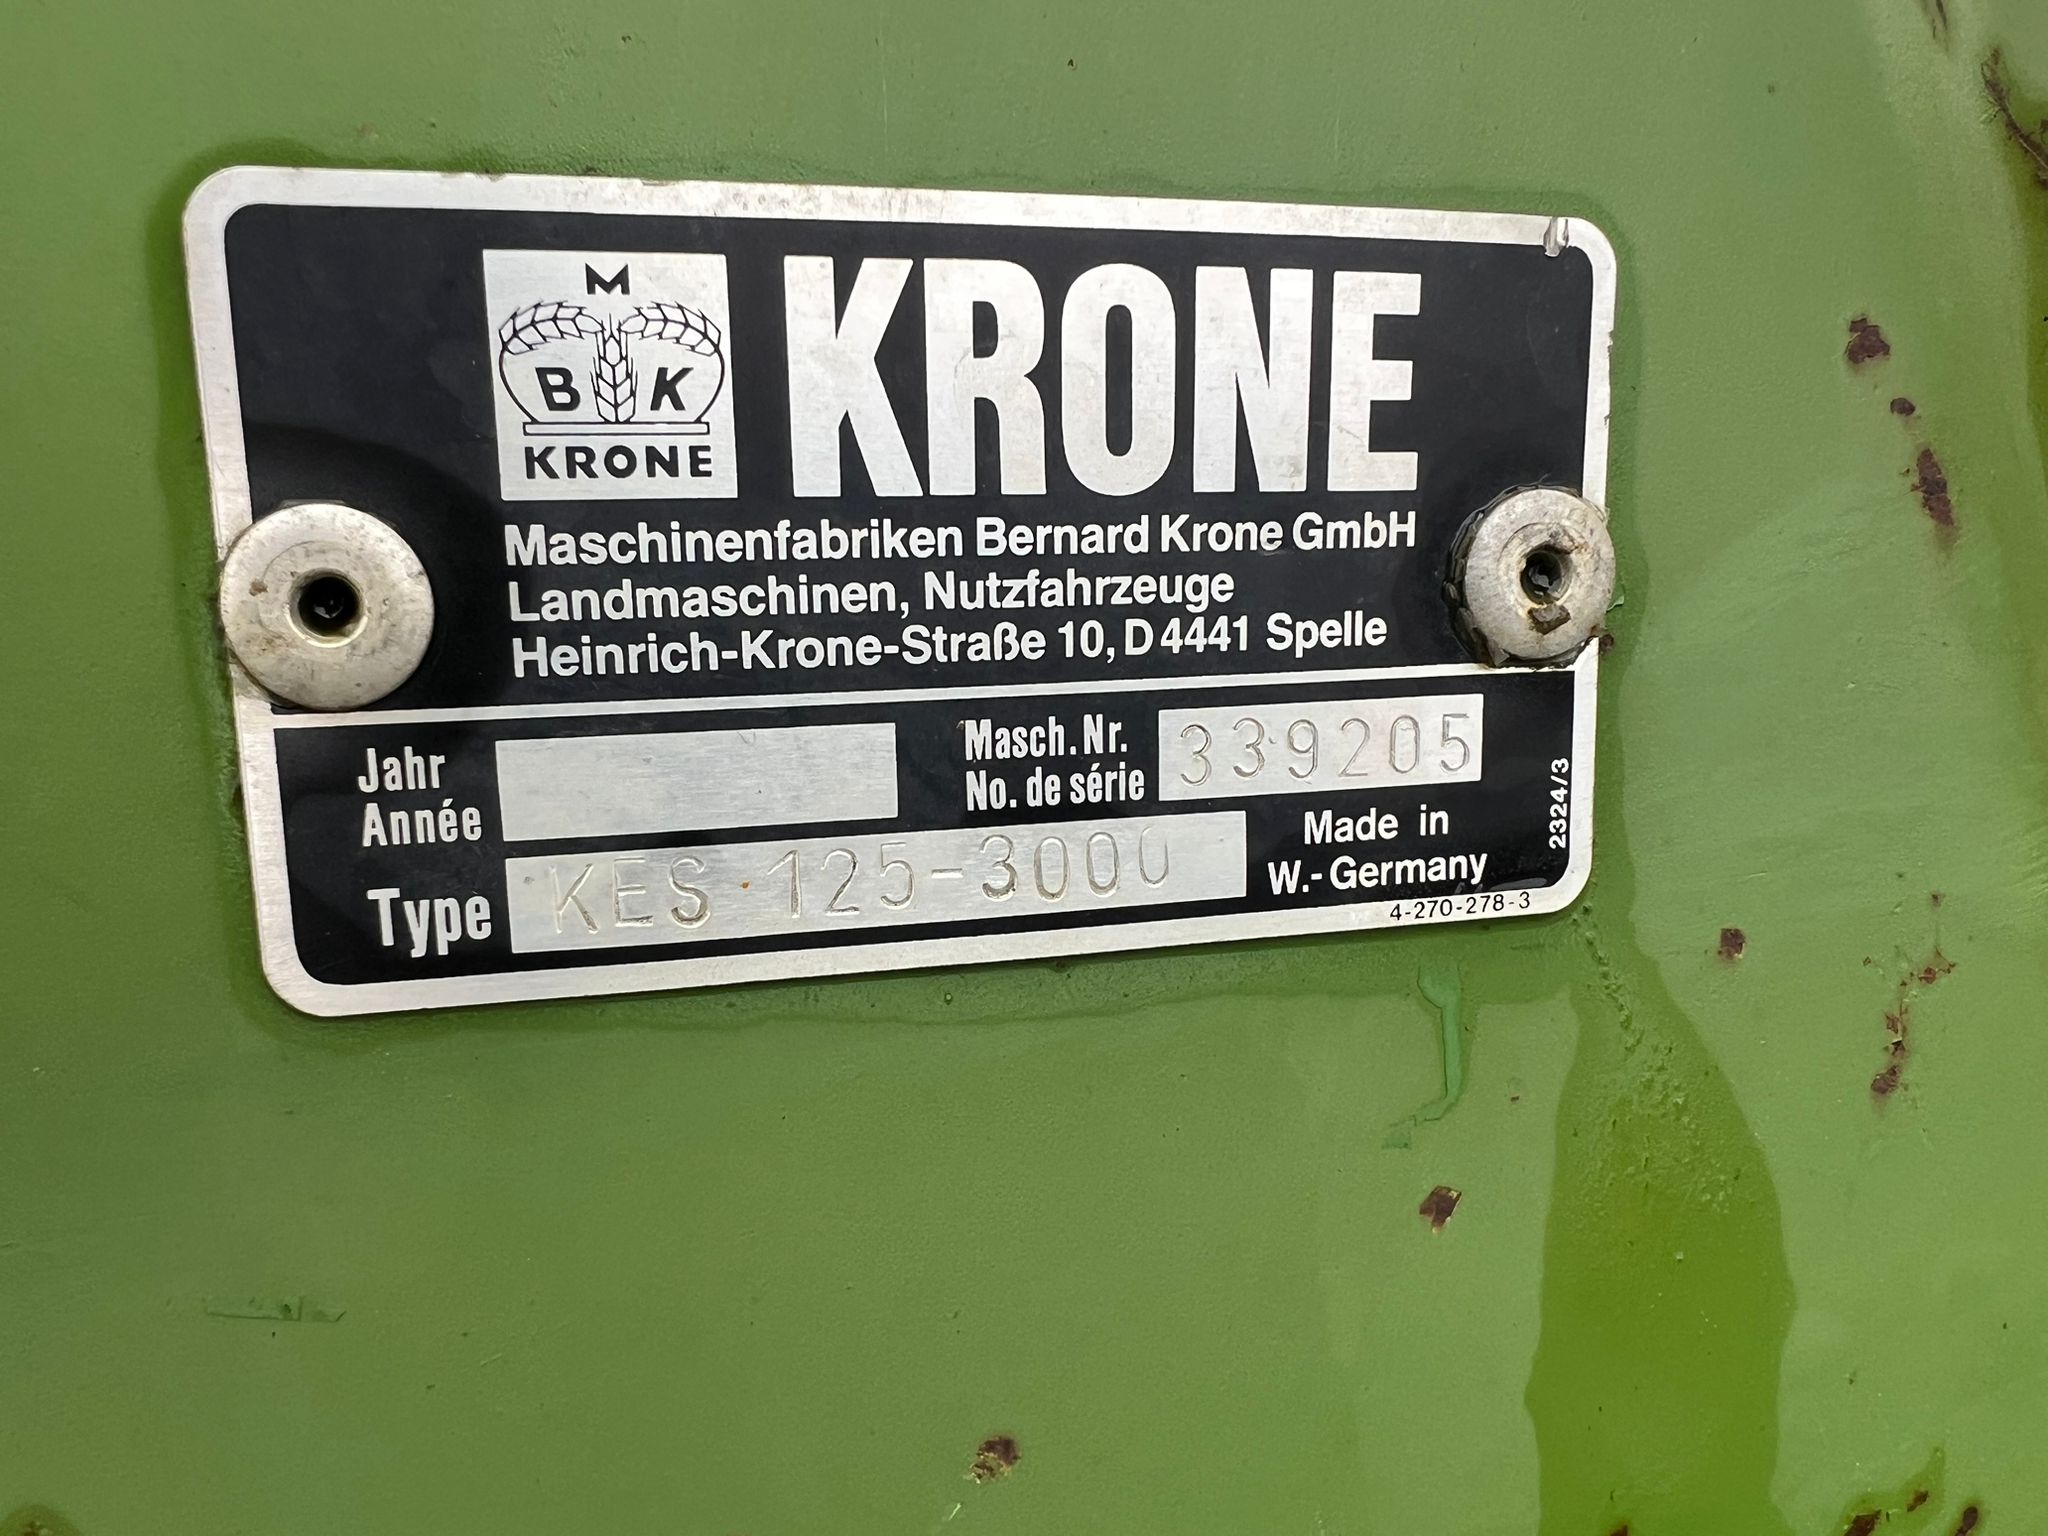 M
B K
KRONE
KRONE
Maschinenfabriken Bernard Krone GmbH
Landmaschinen, Nutzfahrzeuge
Heinrich-Krone-Straße 10, D 4441 Spelle
Jahr
Année
Masch. Nr.
No. de série
339205
Type
KES 125-3000
Made in
W.-Germany
2324/3
4-270-278-3